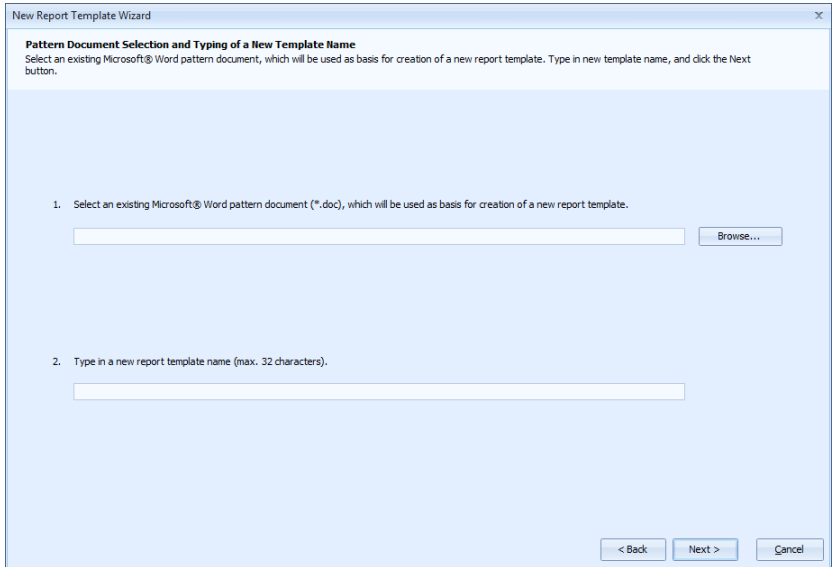 New Report Template Wizard
x
Pattern Document Selection and Typing of a New Template Name
Select an existing Microsoft® Word pattern document, which will be used as basis for creation of a new report template. Type in new template name, and click the Next
button.
1. Select an existing Microsoft® Word pattern document (*.doc), which will be used as basis for creation of a new report template.
Browse...
2. Type in a new report template name (max. 32 characters).
< Back Next > Cancel